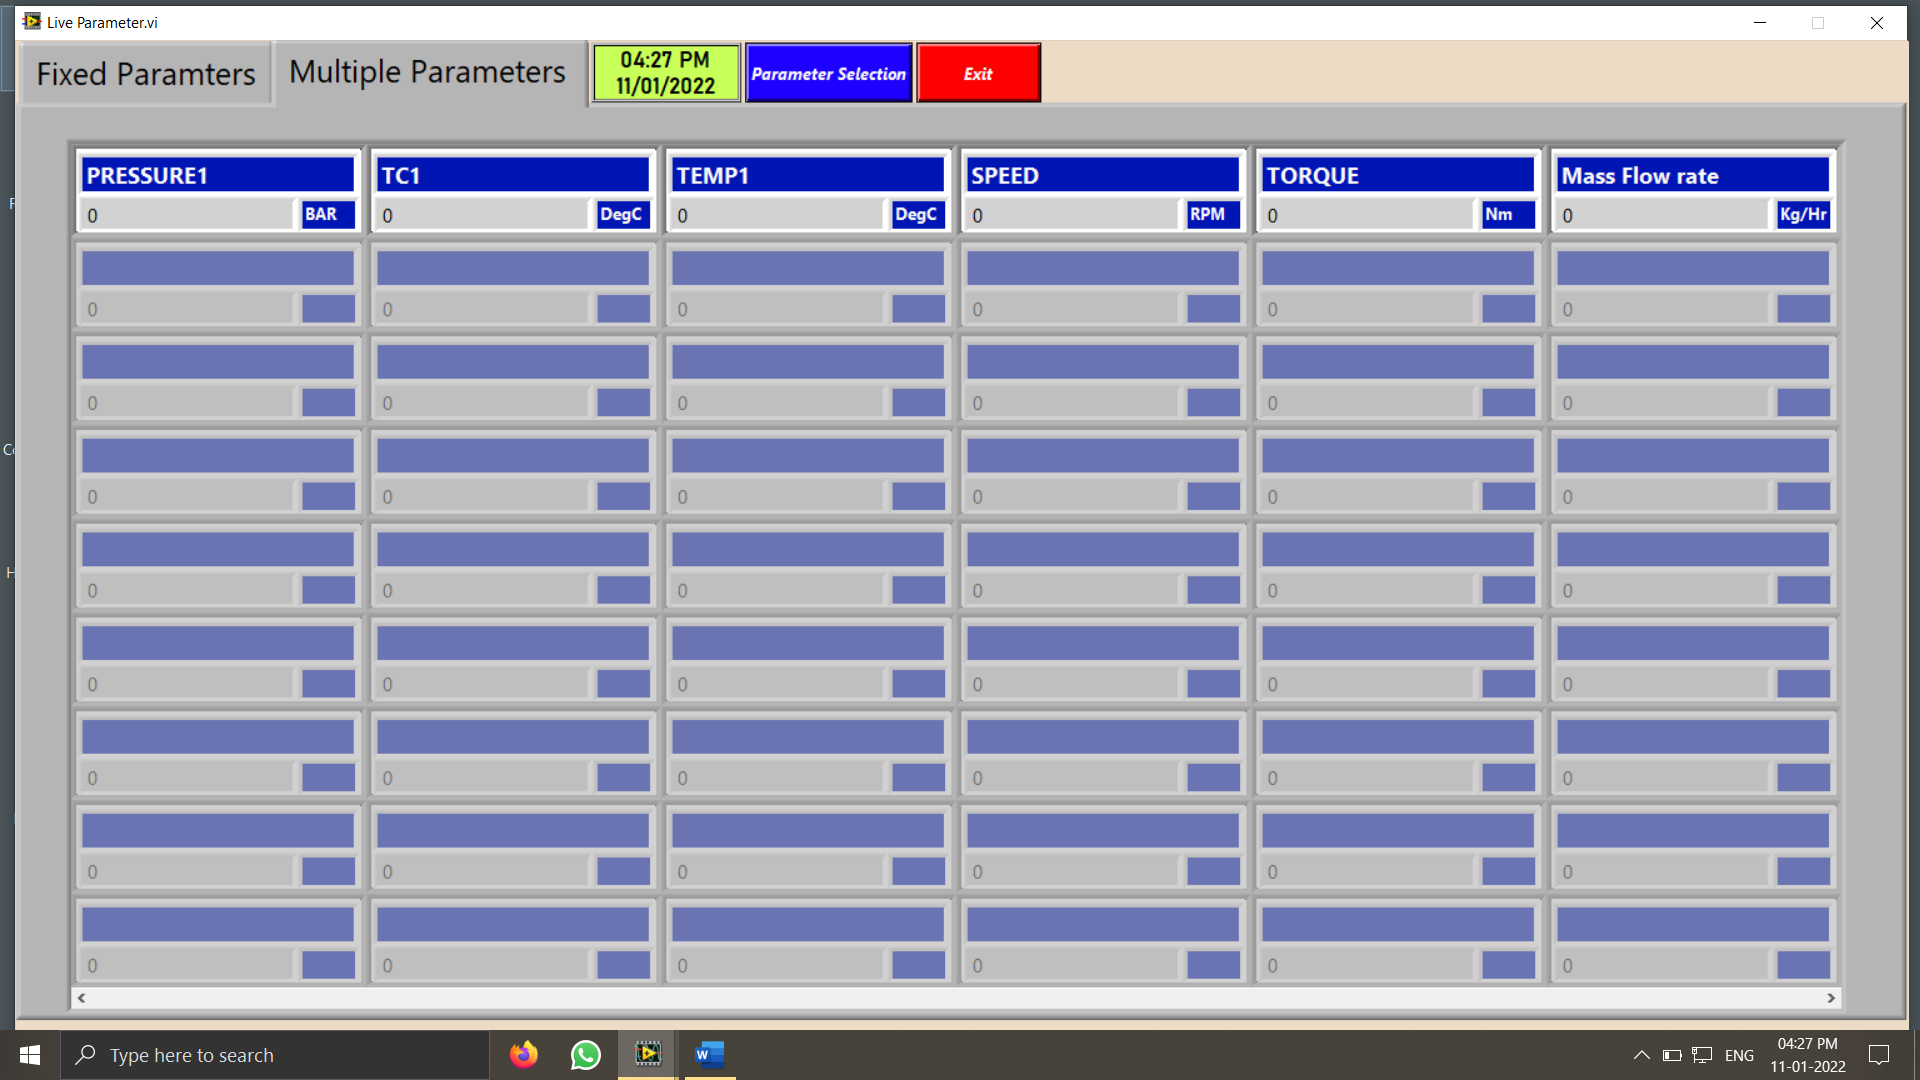 Live Parameter.vi
Fixed Paramters
Multiple Parameters
04:27 PM
11/01/2022
Parameter Selection
Exit
PRESSURE1 TC1 TEMP1 SPEED TORQUE Mass Flow rate
0 BAR 0 DegC 0 DegC 0 RPM 0 Nm 0 Kg/Hr
0 0 0 0 0 0
0 0 0 0 0 0
0 0 0 0 0 0
0 0 0 0 0 0
0 0 0 0 0 0
0 0 0 0 0 0
0 0 0 0 0 0
0 0 0 0 0 0
Type here to search
ENG
04:27 PM
11-01-2022